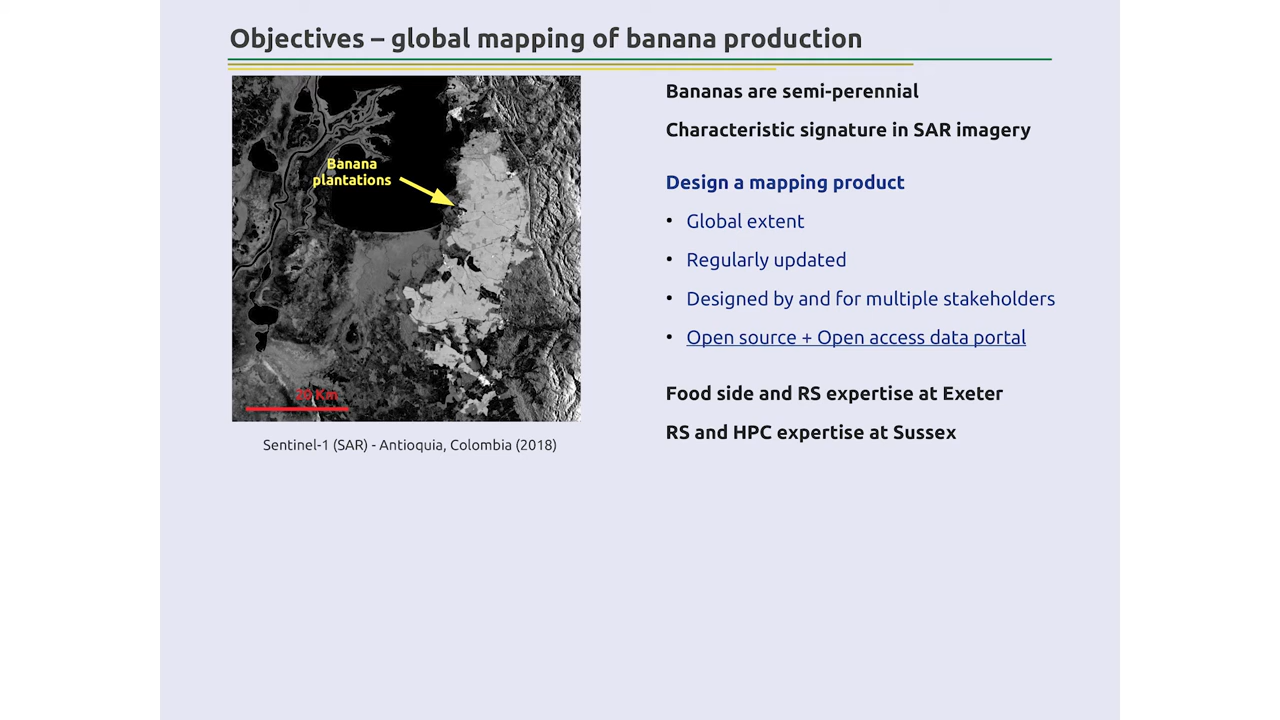 Objectives – global mapping of banana production
Banana
plantations
20 Km
Sentinel-1 (SAR) - Antioquia, Colombia (2018)
Bananas are semi-perennial
Characteristic signature in SAR imagery
Design a mapping product
• Global extent
• Regularly updated
• Designed by and for multiple stakeholders
• Open source + Open access data portal
Food side and RS expertise at Exeter
RS and HPC expertise at Sussex